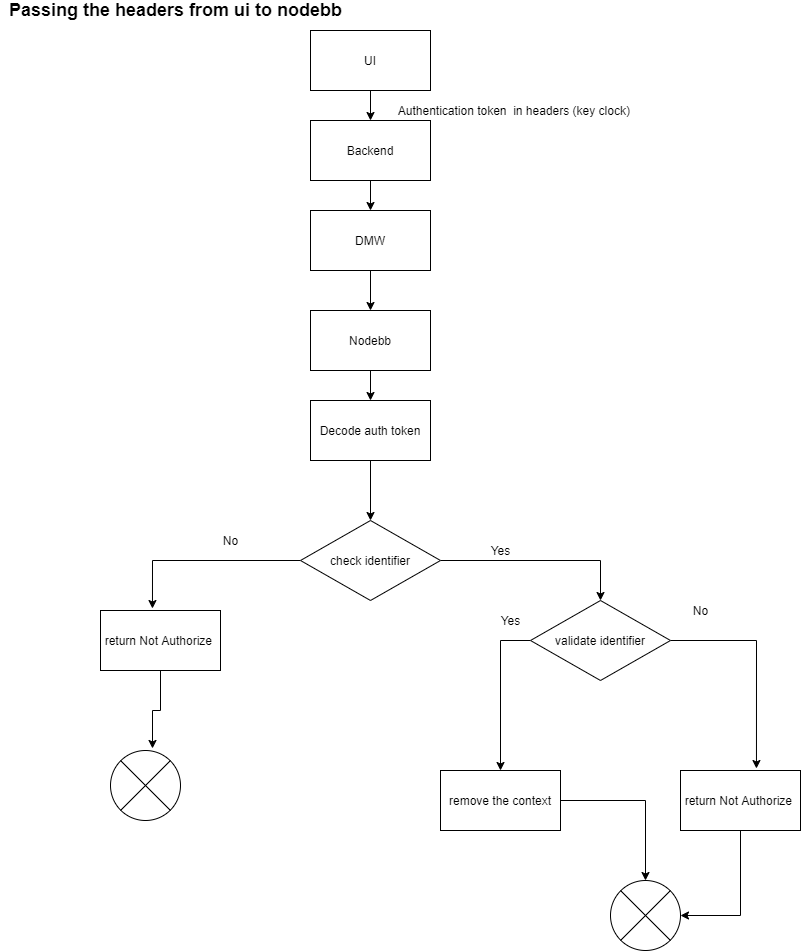 Passing the headers from ui to nodebb
UI
Authentication token  in headers (key clock)
Backend
DMW
Nodebb
Decode auth token
check identifier
No
Yes
return Not Authorize
validate identifier
Yes
No
remove the context
return Not Authorize